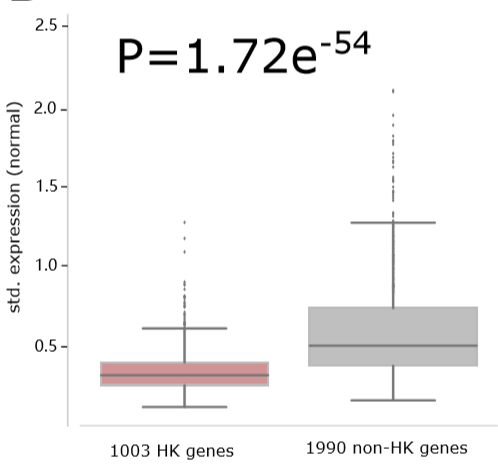 P=1.72e-54
2.5
2.0
1.5
1.0
0.5
std. expression (normal)
1003 HK genes
1990 non-HK genes